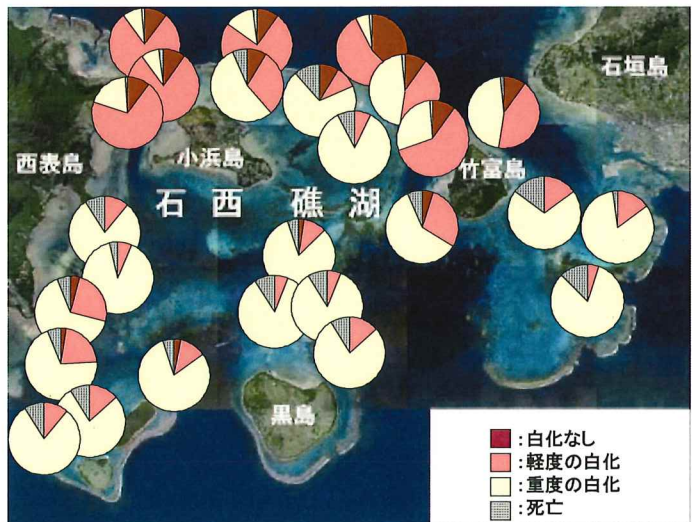 石垣島
西表島
小浜島
竹富島
石西礁湖
黒島
:白化なし
:軽度の白化
:重度の白化
:死亡